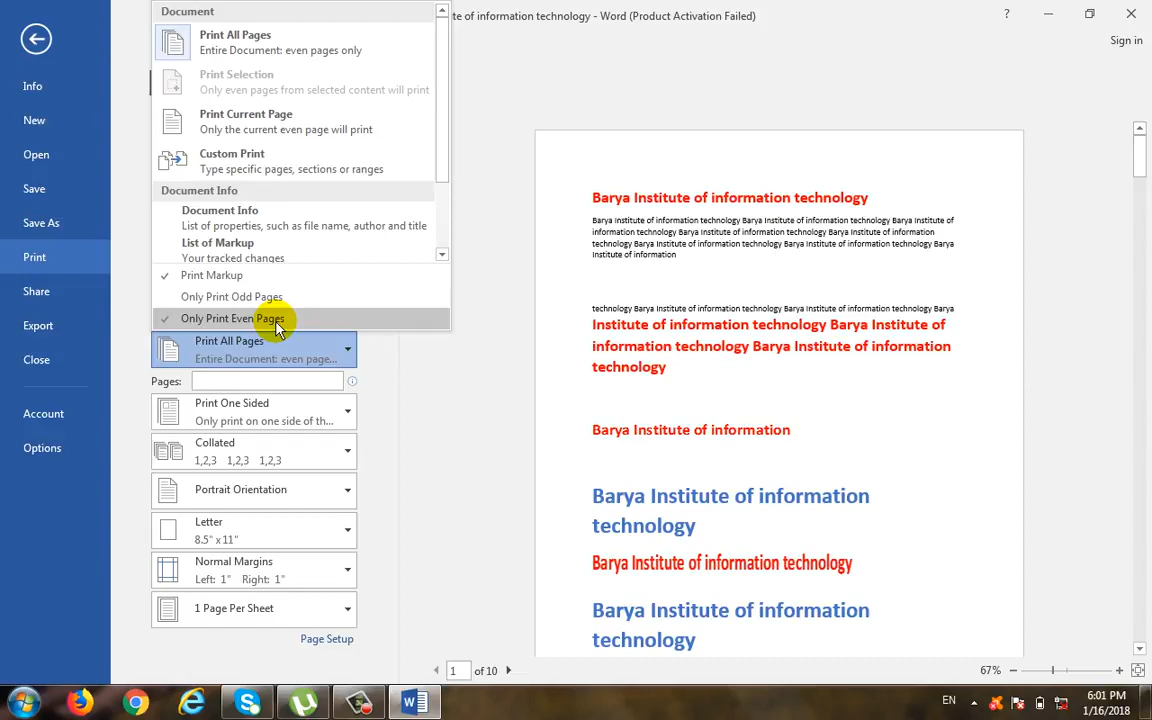 te of information technology - Word (Product Activation Failed)
?
Sign in
Info
New
Open
Save
Save As
Print
Share
Export
Close
Account
Options
Document
Print All Pages
Entire Document: even pages only
Print Selection
Only even pages from selected content will print
Print Current Page
Only the current even page will print
Custom Print
Type specific pages, sections or ranges
Document Info
Document Info
List of properties, such as file name, author and title
List of Markup
Your tracked changes
Print Markup
Only Print Odd Pages
Only Print Even Pages
Print All Pages
Entire Document: even page...
Pages:
Print One Sided
Only print on one side of th...
Collated
1,2,3 1,2,3 1,2,3
Portrait Orientation
Letter
8.5" x 11"
Normal Margins
Left: 1" Right: 1"
1 Page Per Sheet
Page Setup
Barya Institute of information technology
Barya Institute of information technology Barya Institute of information technology Barya Institute of
information technology Barya Institute of information technology Barya Institute of information
technology Barya Institute of information technology Barya Institute of information technology Barya
Institute of information technology
technology Barya Institute of information technology Barya Institute of information technology Barya
Institute of information technology Barya Institute of
information technology Barya Institute of information
technology
Barya Institute of information
Barya Institute of information
technology
Barya Institute of information technology
Barya Institute of information
technology
1 of 10
67%
EN
6:01 PM
1/16/2018